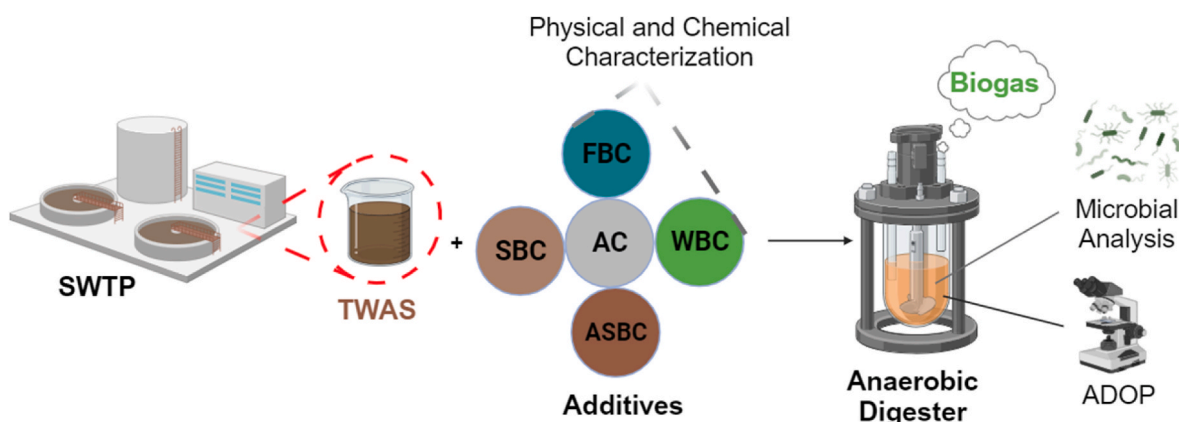 Physical and Chemical
Characterization
Biogas
FBC
SBC
AC
WBC
ASBC
SWTP
TWAS
+
Additives
Anaerobic
Digester
Microbial
Analysis
ADOP